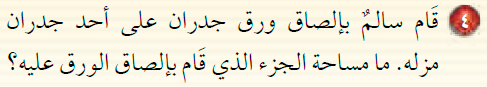 ٤ قَام سالمٌ بإلصاق ورق جدران على أحد جدران
مزله. ما مساحة الجزء الذي قَام بإلصاق الورق عليه؟